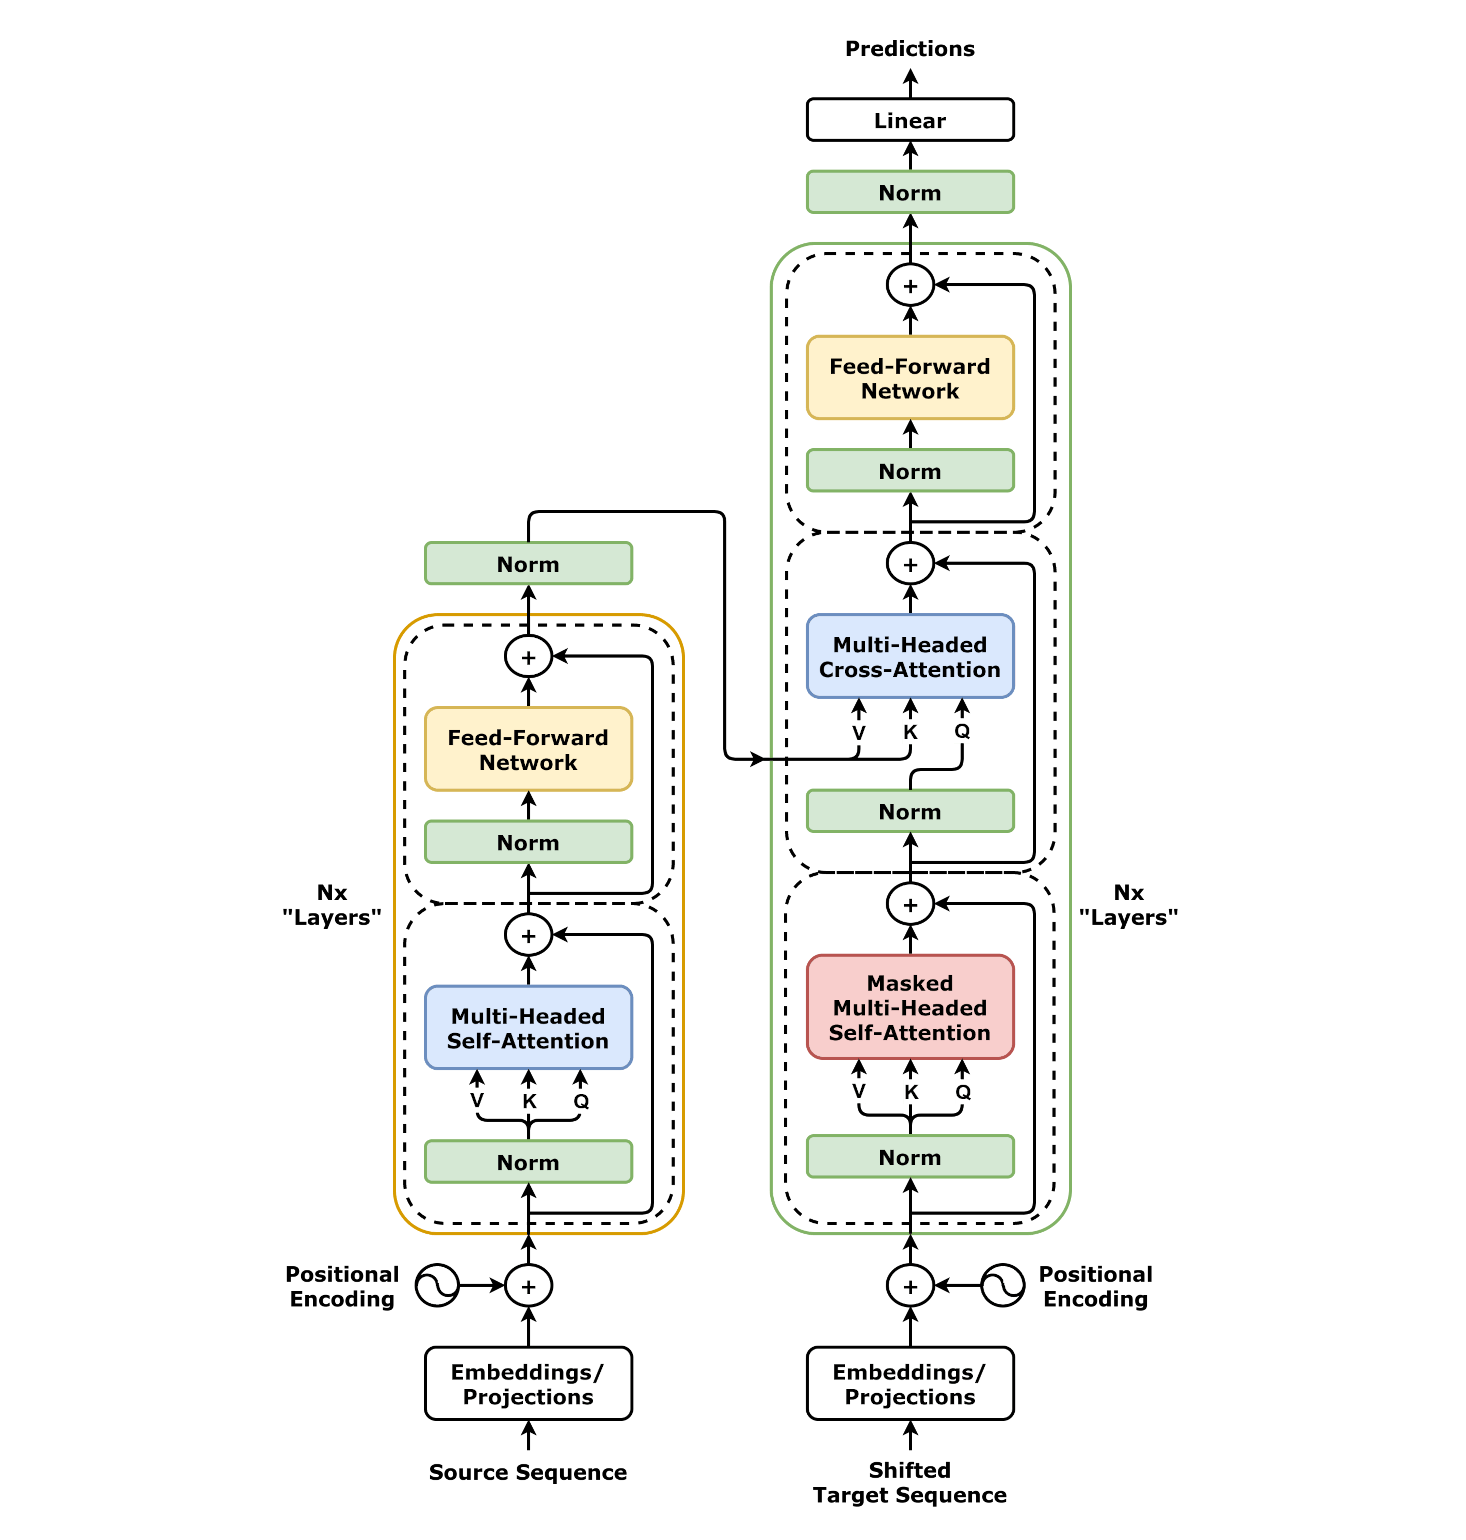 Predictions
Linear
Norm
+
Feed-Forward
Network
Norm
+
Multi-Headed
Cross-Attention
V K Q
Norm
+
Masked
Multi-Headed
Self-Attention
V K Q
Norm
Nx
"Layers"
+
Positional
Encoding
Embeddings/
Projections
Shifted
Target Sequence
Norm
+
Feed-Forward
Network
Norm
Nx
"Layers"
+
Multi-Headed
Self-Attention
V K Q
Norm
Positional
Encoding
+
Embeddings/
Projections
Source Sequence